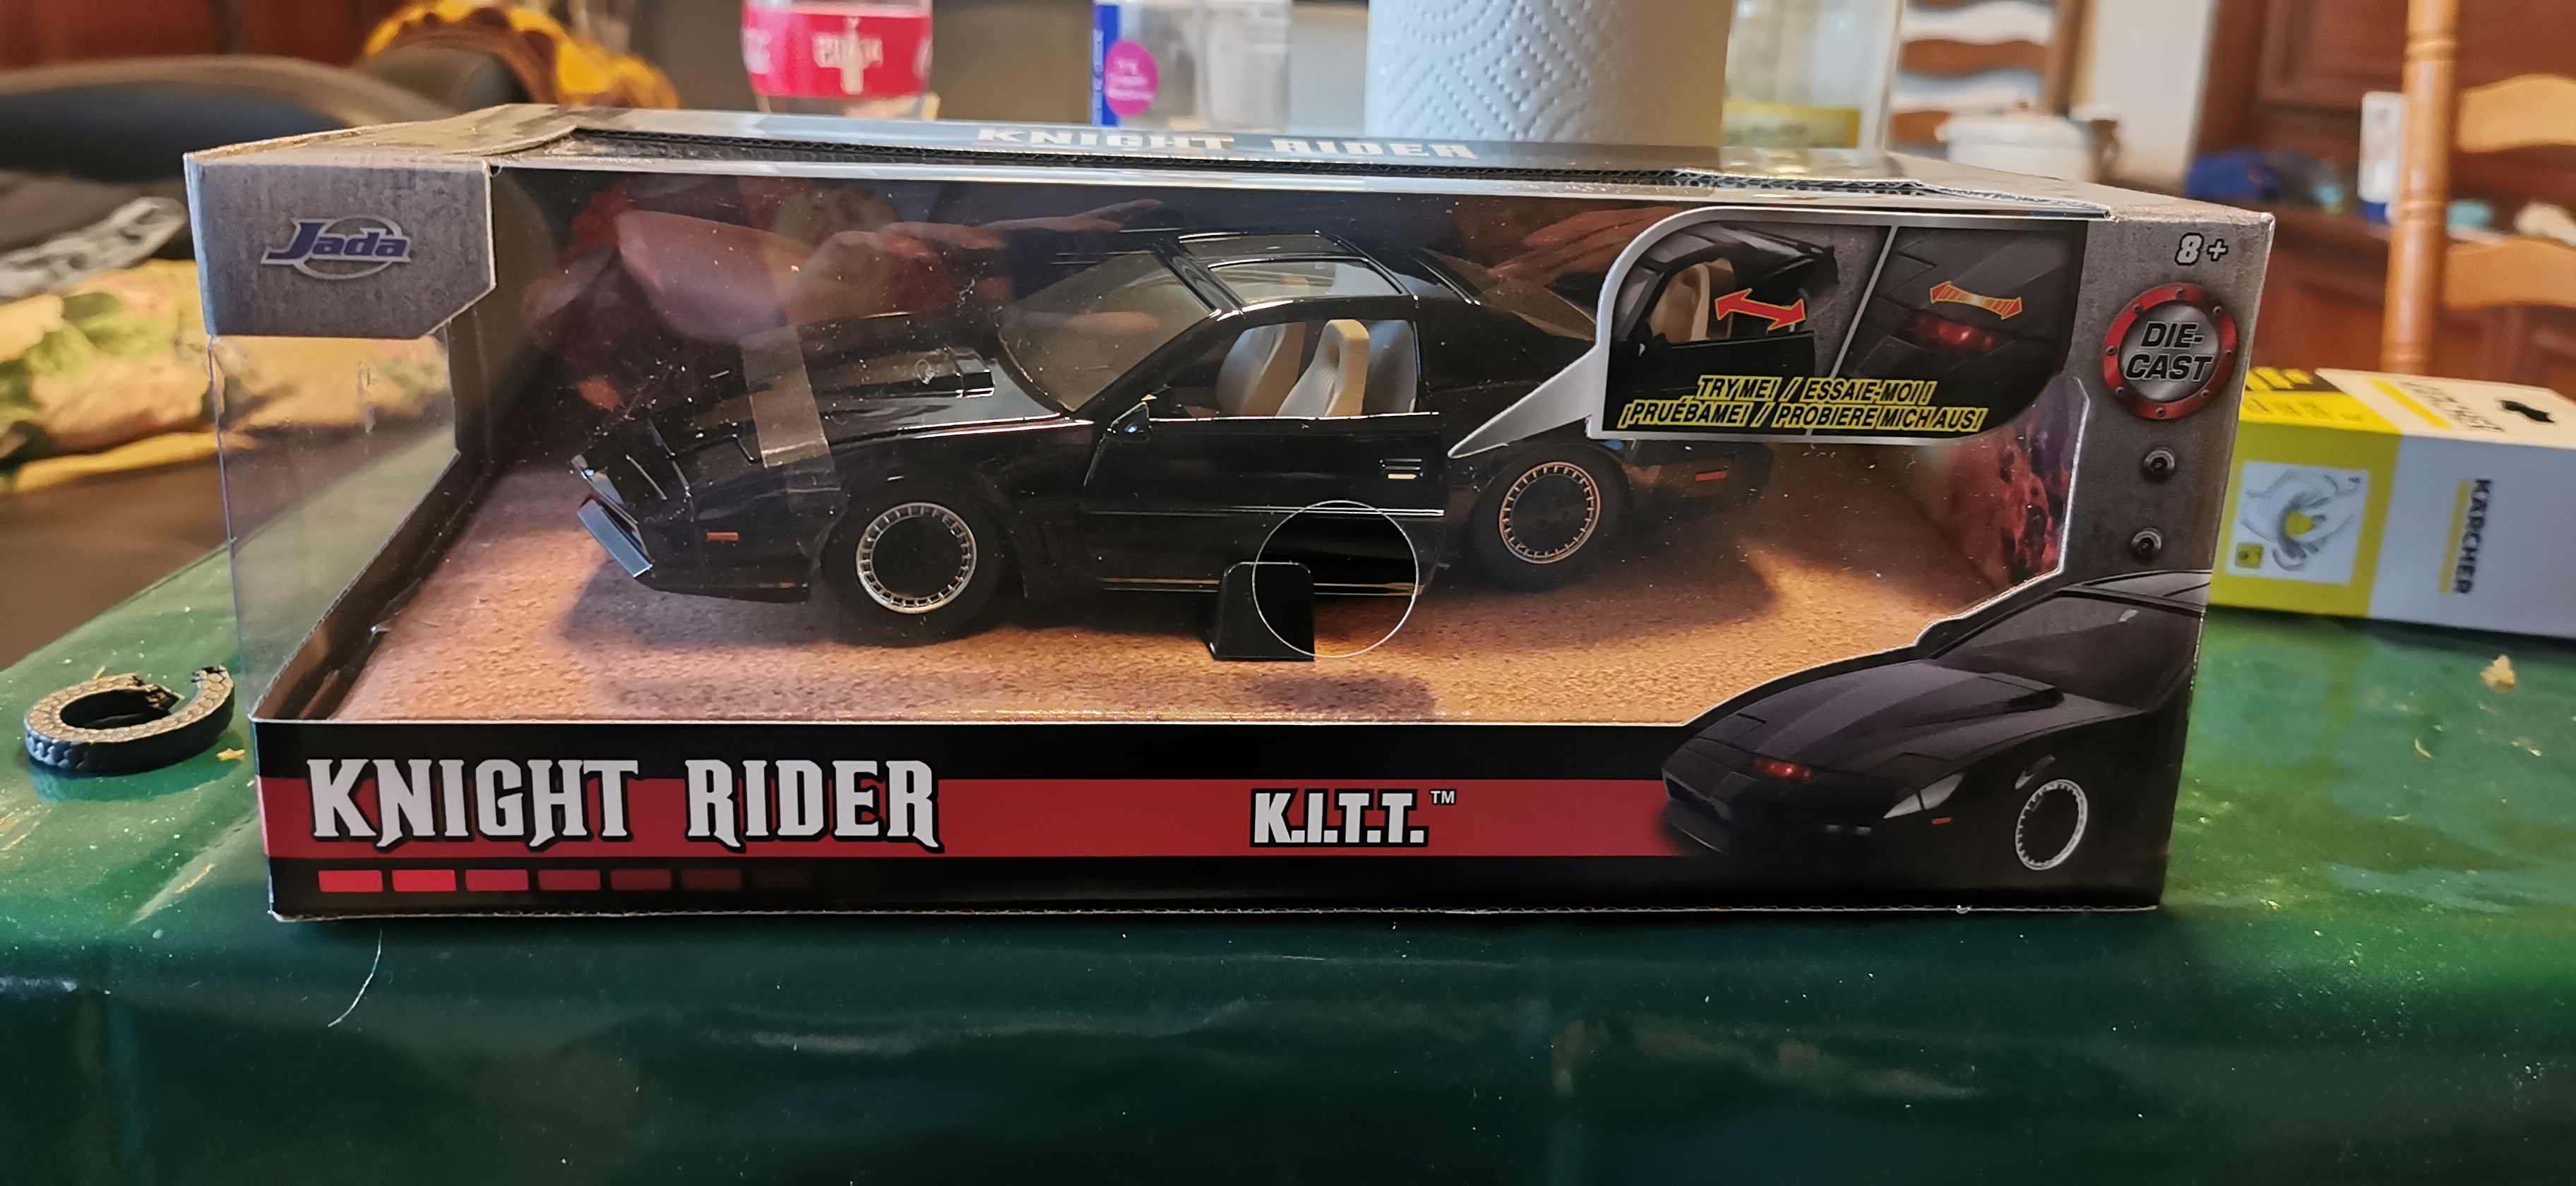 KNIGHT RIDER
Jada
8+
DIE-
CAST
TRY ME! / ESSAIE-MOI !
¡PRUÉBAME! / PROBIERE MICH AUS!
KÄRCHER
KNIGHT RIDER
K.I.T.T.™